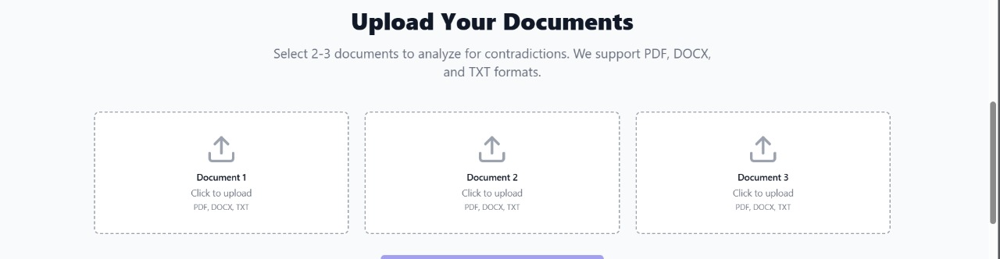 Upload Your Documents
Select 2-3 documents to analyze for contradictions. We support PDF, DOCX,
and TXT formats.
Document 1
Click to upload
PDF, DOCX, TXT
Document 2
Click to upload
PDF, DOCX, TXT
Document 3
Click to upload
PDF, DOCX, TXT